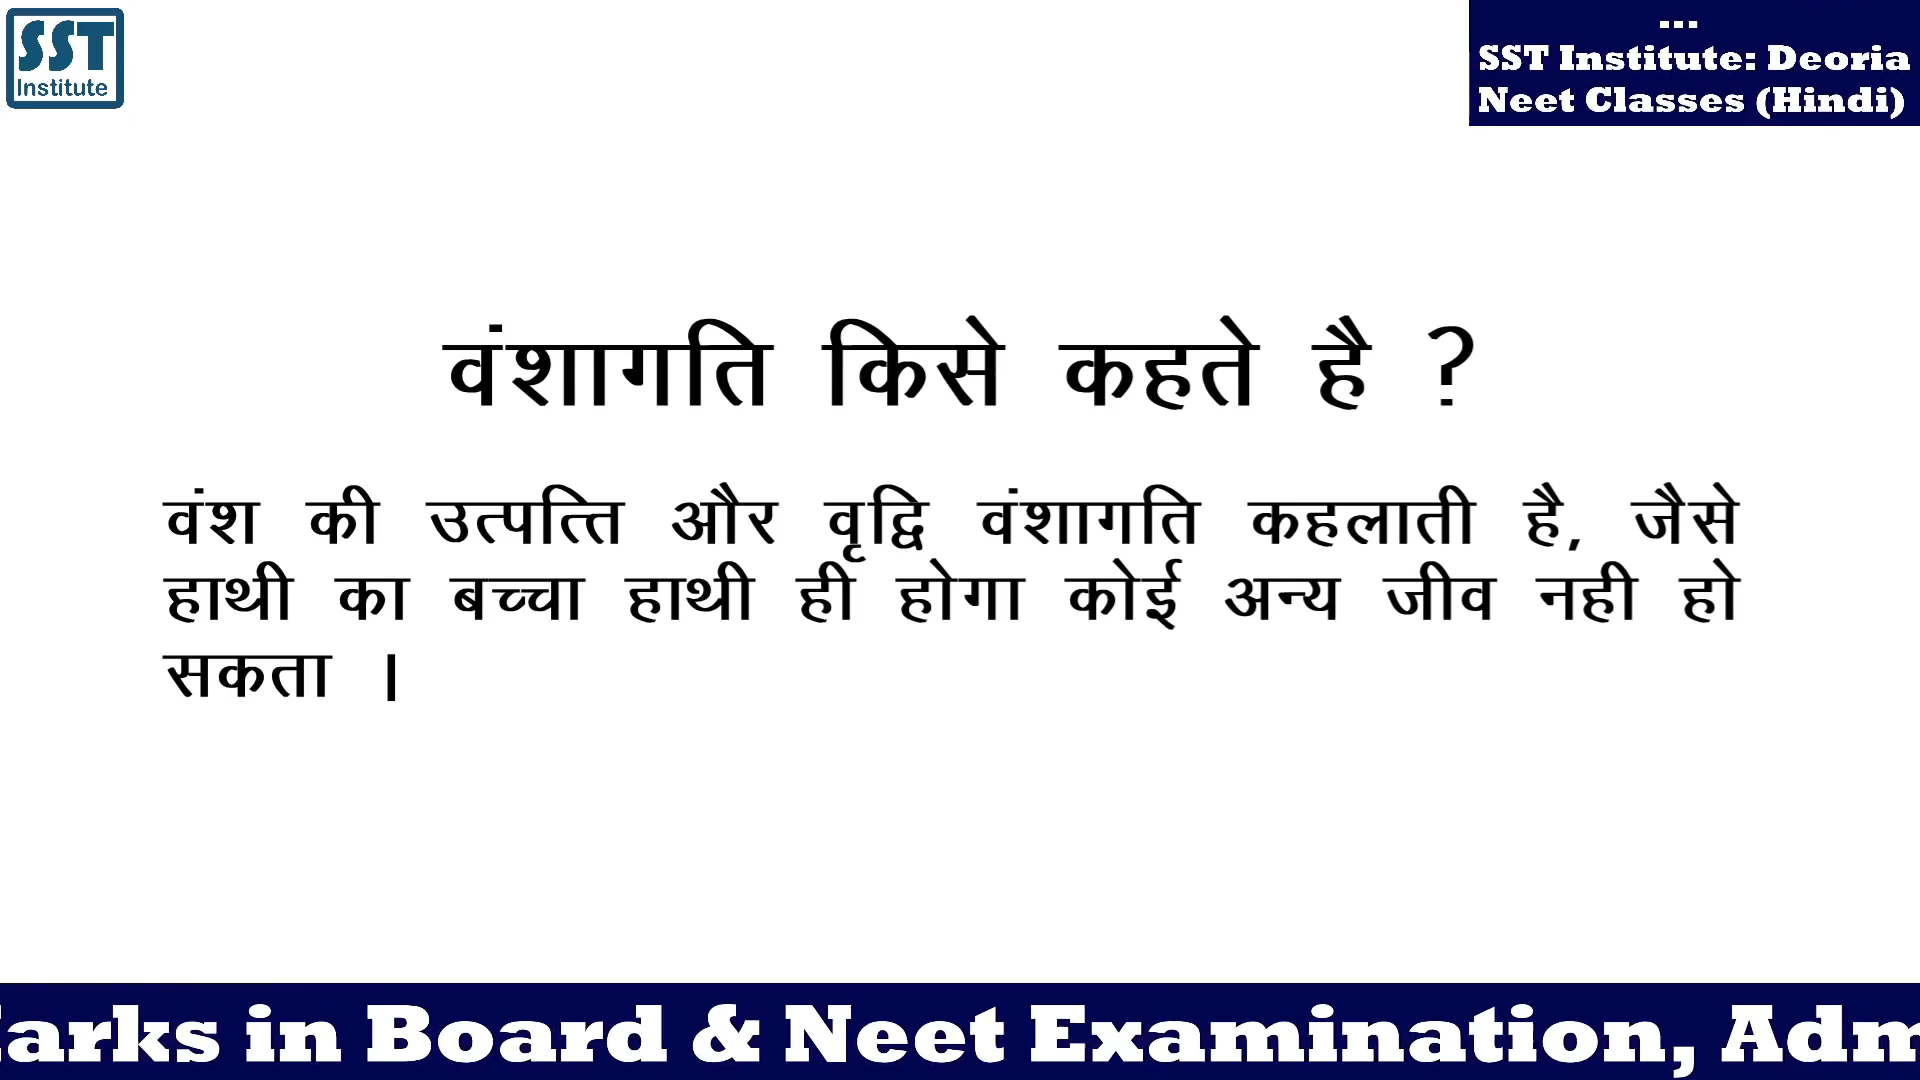 SST
Institute
...
SST Institute: Deoria
Neet Classes (Hindi)
वंशागति किसे कहते है ?
वंश की उत्पत्ति और वृद्वि वंशागति कहलाती है, जैसे
हाथी का बच्चा हाथी ही होगा कोई अन्य जीव नही हो
सकता ।
arks in Board & Neet Examination, Adm